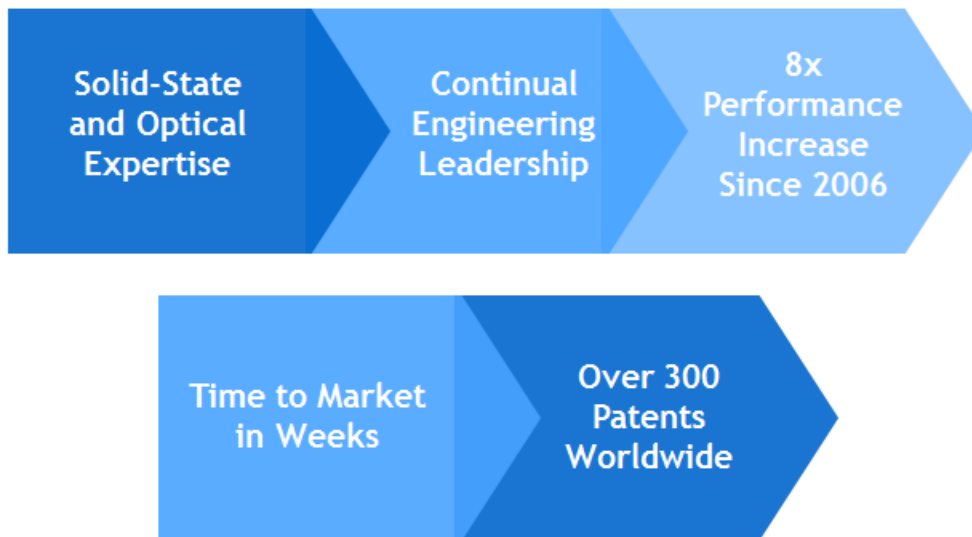 Solid-State
and Optical
Expertise
Continual
Engineering
Leadership
8x
Performance
Increase
Since 2006
Time to Market
in Weeks
Over 300
Patents
Worldwide